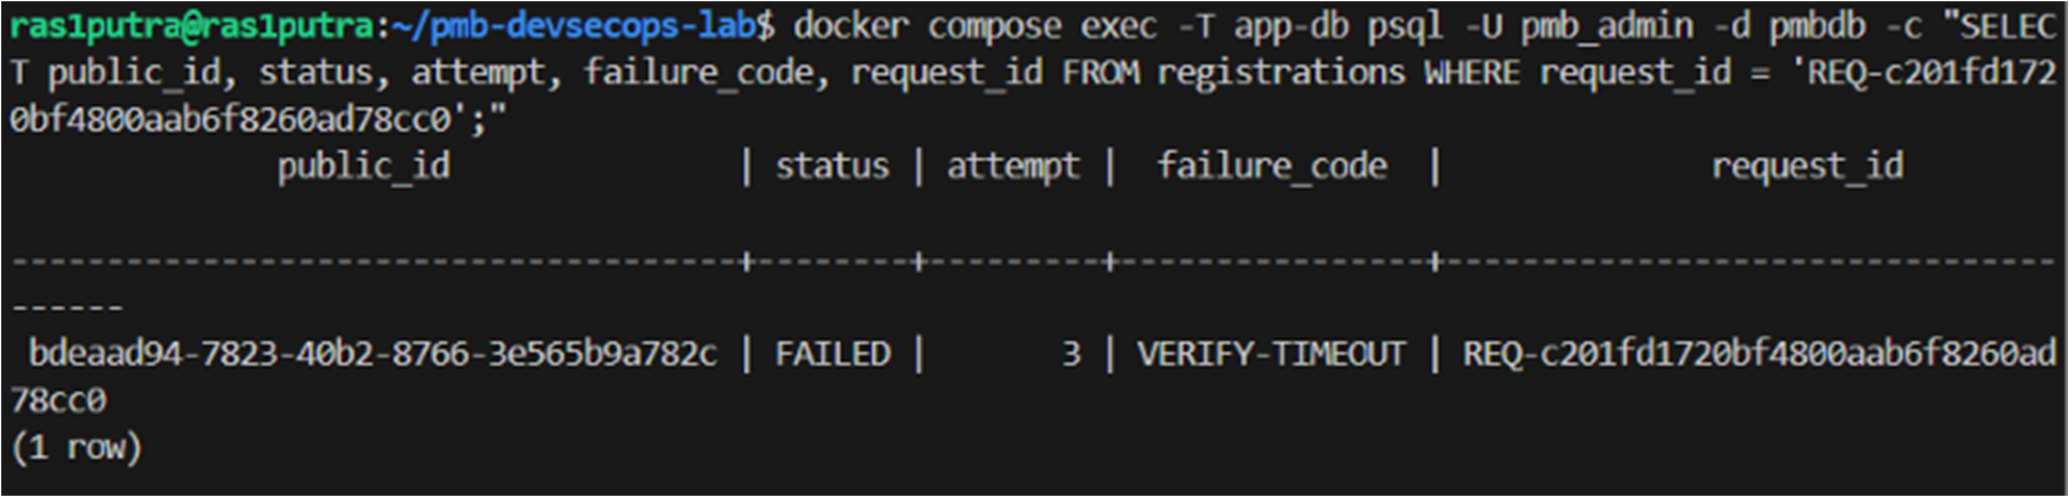 ras1putra@ras1putra:~/pmb-devsecops-lab$ docker compose exec -T app-db psql -U pmb_admin -d pmbdb -c "SELEC
T public_id, status, attempt, failure_code, request_id FROM registrations WHERE request_id = 'REQ-c201fd172
0bf4800aab6f8260ad78cc0';"
              public_id               | status | attempt |  failure_code  |             request_id
--------------------------------------+--------+---------+----------------+-------------------------------
------
 bdeaad94-7823-40b2-8766-3e565b9a782c | FAILED |       3 | VERIFY-TIMEOUT | REQ-c201fd1720bf4800aab6f8260ad
78cc0
(1 row)